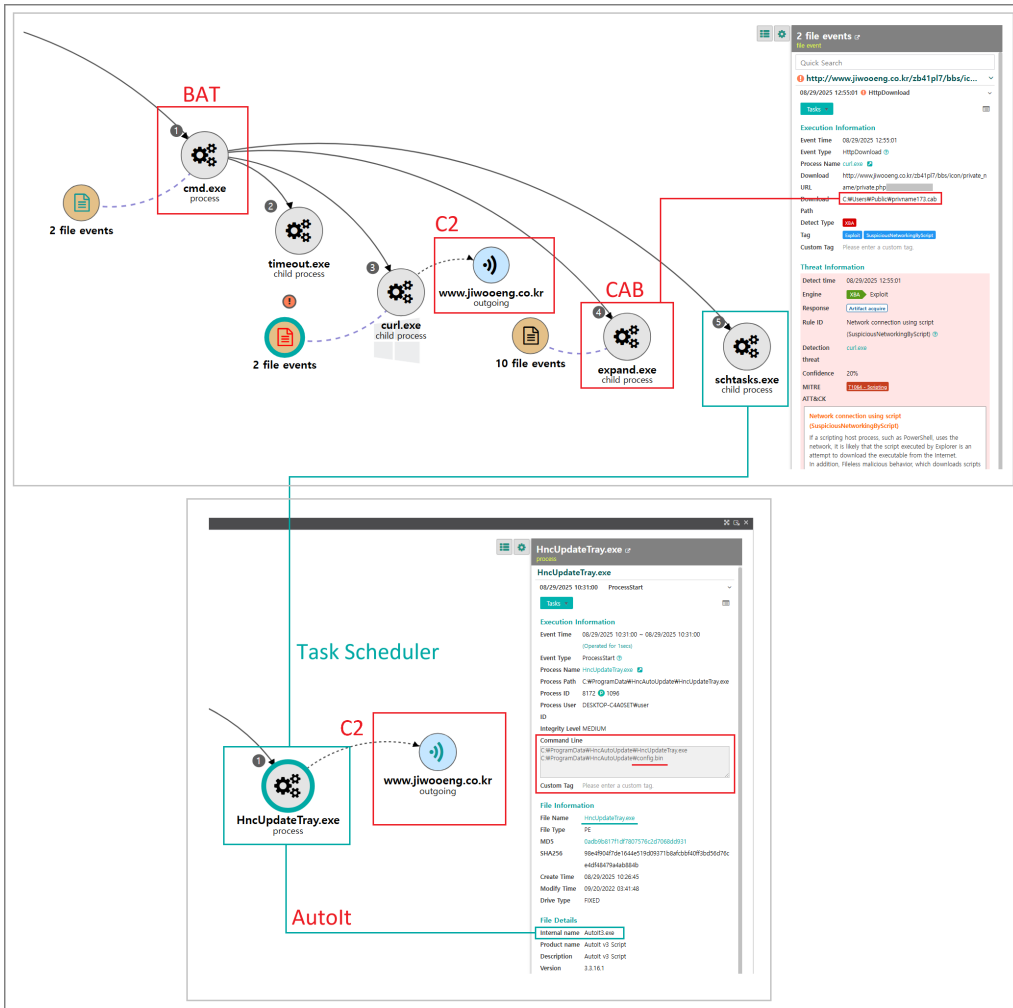 2 file events
file event
Quick Search
http://www.jiwooeng.co.kr/zb41pl7/bbs/ic...
08/29/2025 12:55:01 HttpDownload
Tasks
Execution Information
Event Time 08/29/2025 12:55:01
Event Type HttpDownload
Process Name curl.exe
Download URL http://www.jiwooeng.co.kr/zb41pl7/bbs/icon/private_n
ame/private.php
Download Path C:₩Users₩Public₩privname173.cab
Detect Type XBA
Tag Exploit SuspiciousNetworkingByScript
Custom Tag Please enter a custom tag.
Threat Information
Detect time 08/29/2025 12:55:01
Engine XBA Exploit
Response Artifact acquire
Rule ID Network connection using script
(SuspiciousNetworkingByScript)
Detection threat curl.exe
Confidence 20%
MITRE ATT&CK T1064 - Scripting
Network connection using script
(SuspiciousNetworkingByScript)
If a scripting host process, such as PowerShell, uses the
network, It is likely that the script executed by Explorer is an
attempt to download the executable from the Internet.
In addition, Fileless malicious behavior, which downloads scripts
BAT
1
cmd.exe
process
2 file events
2
timeout.exe
child process
C2
3
www.jiwooeng.co.kr
outgoing
curl.exe
child process
2 file events
CAB
4
expand.exe
child process
10 file events
5
schtasks.exe
child process
HncUpdateTray.exe
process
HncUpdateTray.exe
08/29/2025 10:31:00 ProcessStart
Tasks
Execution Information
Event Time 08/29/2025 10:31:00 ~ 08/29/2025 10:31:00
(Operated for 1secs)
Event Type ProcessStart
Process Name HncUpdateTray.exe
Process Path C:₩ProgramData₩HncAutoUpdate₩HncUpdateTray.exe
Process ID 8172 P 1096
Process User ID DESKTOP-C4A0SET₩user
Integrity Level MEDIUM
Command Line
C:₩ProgramData₩HncAutoUpdate₩HncUpdateTray.exe
C:₩ProgramData₩HncAutoUpdate₩config.bin
Custom Tag Please enter a custom tag.
File Information
File Name HncUpdateTray.exe
File Type PE
MD5 0adb9b817f1df7807576c2d7068dd931
SHA256 98e4f904f7de1644e519d09371b8afcbbf40ff3bd56d76c
e4df48479a4ab884b
Create Time 08/29/2025 10:26:45
Modify Time 09/20/2022 03:41:48
Drive Type FIXED
File Details
Internal name AutoIt3.exe
Product name AutoIt v3 Script
Description AutoIt v3 Script
Version 3.3.16.1
Task Scheduler
C2
1
www.jiwooeng.co.kr
outgoing
HncUpdateTray.exe
process
AutoIt